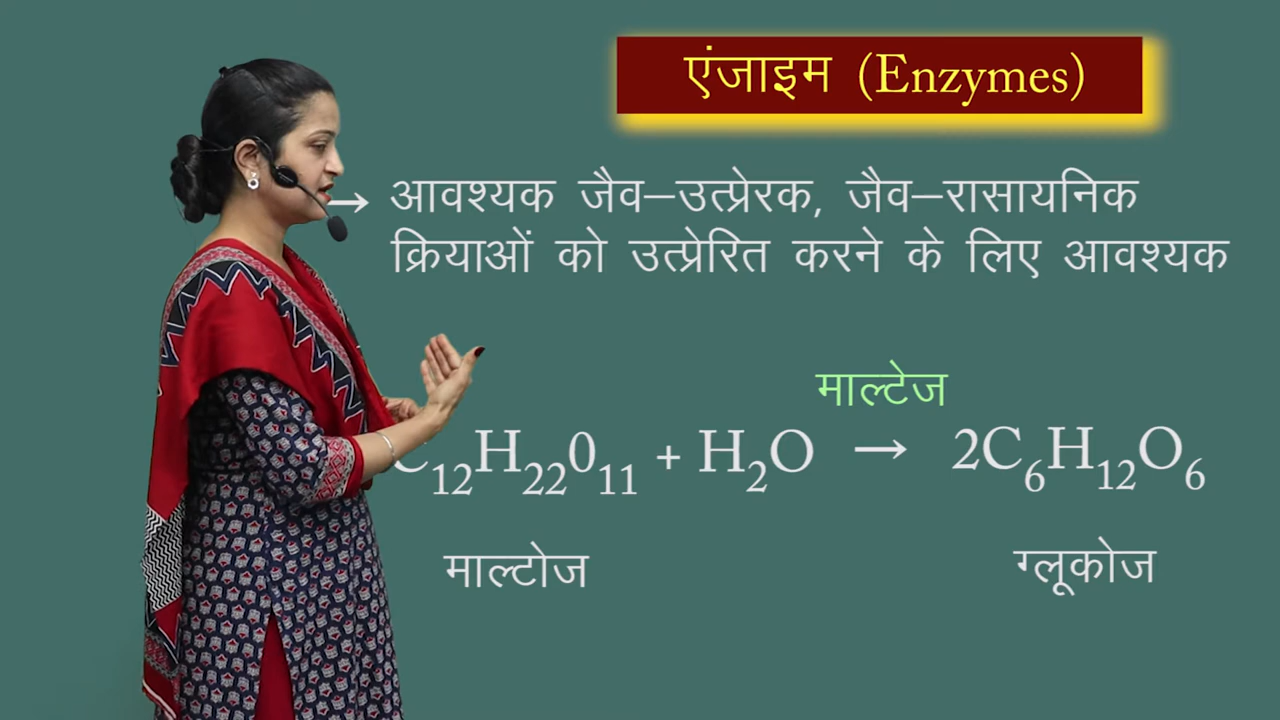 एंजाइम (Enzymes)
→ आवश्यक जैव–उत्प्रेरक, जैव–रासायनिक
क्रियाओं को उत्प्रेरित करने के लिए आवश्यक
माल्टेज
C₁₂H₂₂0₁₁ + H₂O → 2C₆H₁₂O₆
माल्टोज ग्लूकोज